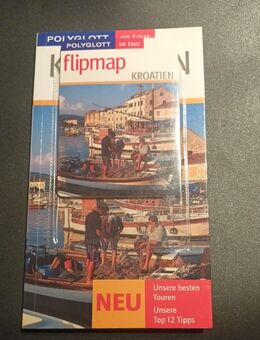 POLYGLOTT on tour
POLYGLOTT on tour
flipmap
KROATIEN
K N
NEU
Unsere besten
Touren
Unsere
Top 12 Tipps